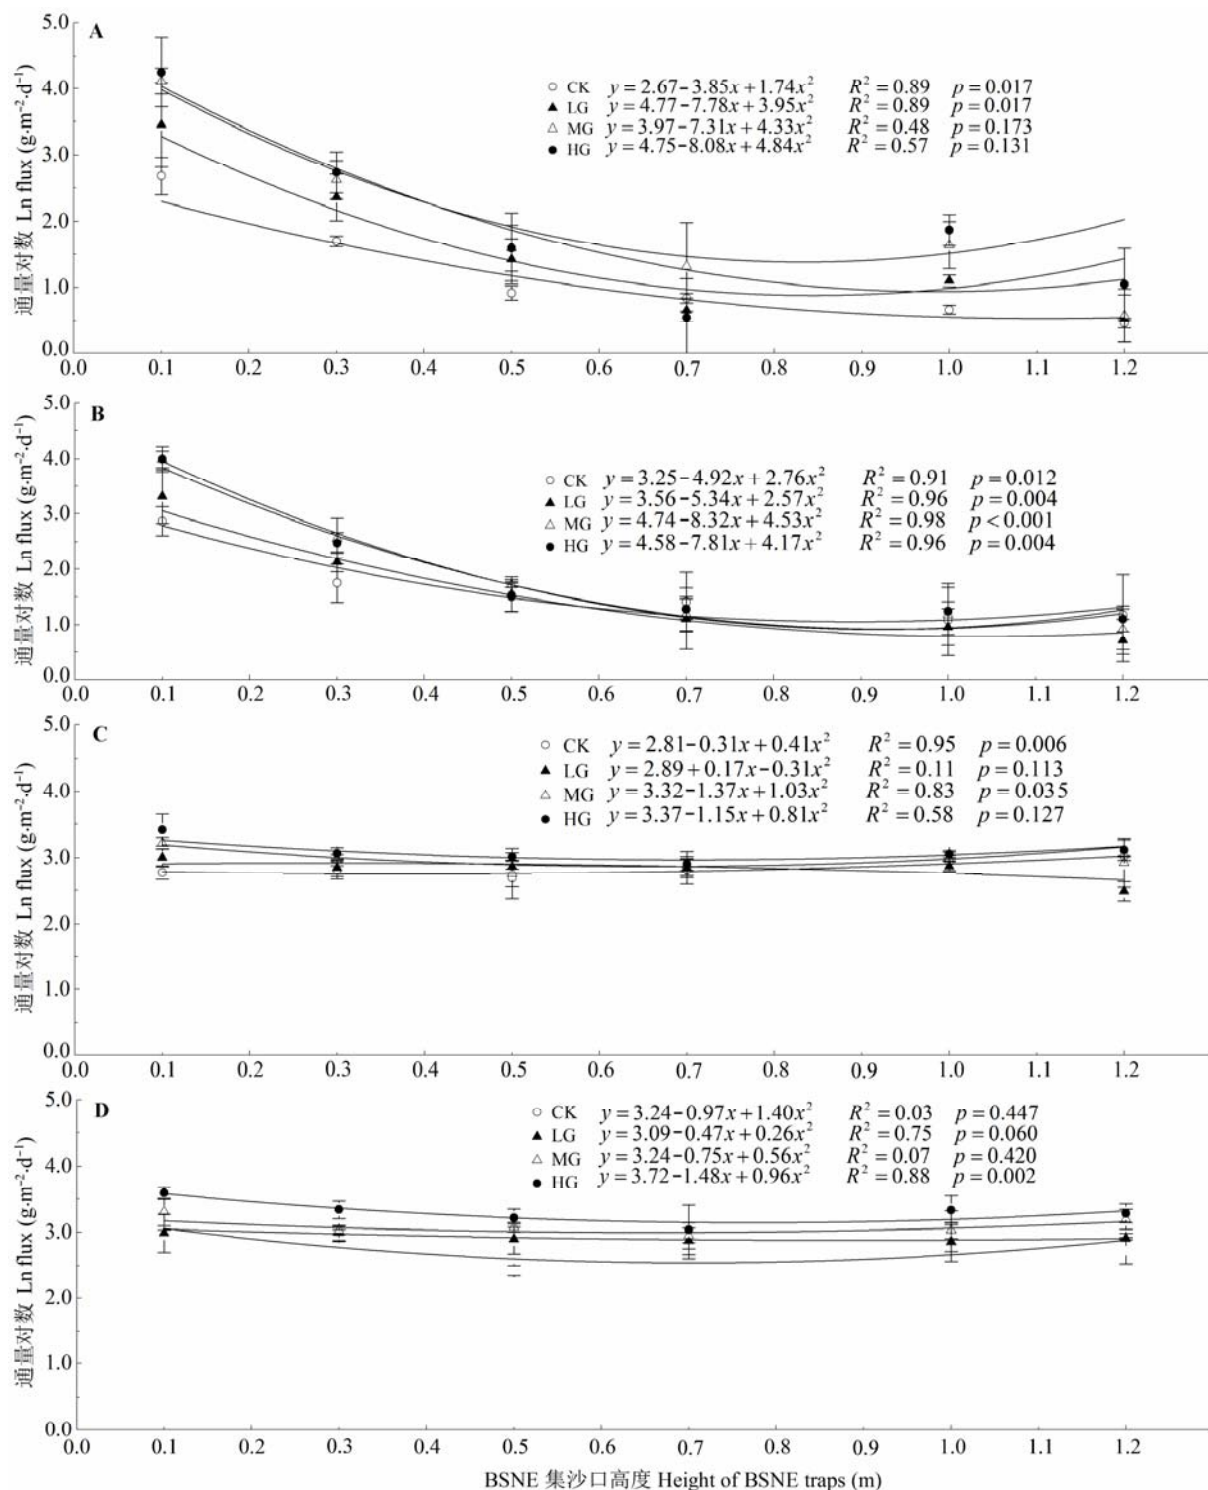 A
通量对数 Ln flux (g·m⁻²·d⁻¹)
5.0
4.0
3.0
2.0
1.0
0.0
CK y=2.67−3.85x+1.74x² R²=0.89 p=0.017
LG y=4.77−7.78x+3.95x² R²=0.89 p=0.017
MG y=3.97−7.31x+4.33x² R²=0.48 p=0.173
HG y=4.75−8.08x+4.84x² R²=0.57 p=0.131
0.0 0.1 0.2 0.3 0.4 0.5 0.6 0.7 0.8 0.9 1.0 1.1 1.2
B
通量对数 Ln flux (g·m⁻²·d⁻¹)
5.0
4.0
3.0
2.0
1.0
0.0
CK y=3.25−4.92x+2.76x² R²=0.91 p=0.012
LG y=3.56−5.34x+2.57x² R²=0.96 p=0.004
MG y=4.74−8.32x+4.53x² R²=0.98 p<0.001
HG y=4.58−7.81x+4.17x² R²=0.96 p=0.004
0.0 0.1 0.2 0.3 0.4 0.5 0.6 0.7 0.8 0.9 1.0 1.1 1.2
C
通量对数 Ln flux (g·m⁻²·d⁻¹)
5.0
4.0
3.0
2.0
1.0
0.0
CK y=2.81−0.31x+0.41x² R²=0.95 p=0.006
LG y=2.89+0.17x−0.31x² R²=0.11 p=0.113
MG y=3.32−1.37x+1.03x² R²=0.83 p=0.035
HG y=3.37−1.15x+0.81x² R²=0.58 p=0.127
0.0 0.1 0.2 0.3 0.4 0.5 0.6 0.7 0.8 0.9 1.0 1.1 1.2
D
通量对数 Ln flux (g·m⁻²·d⁻¹)
5.0
4.0
3.0
2.0
1.0
0.0
CK y=3.24−0.97x+1.40x² R²=0.03 p=0.447
LG y=3.09−0.47x+0.26x² R²=0.75 p=0.060
MG y=3.24−0.75x+0.56x² R²=0.07 p=0.420
HG y=3.72−1.48x+0.96x² R²=0.88 p=0.002
0.0 0.1 0.2 0.3 0.4 0.5 0.6 0.7 0.8 0.9 1.0 1.1 1.2
BSNE 集沙口高度 Height of BSNE traps (m)